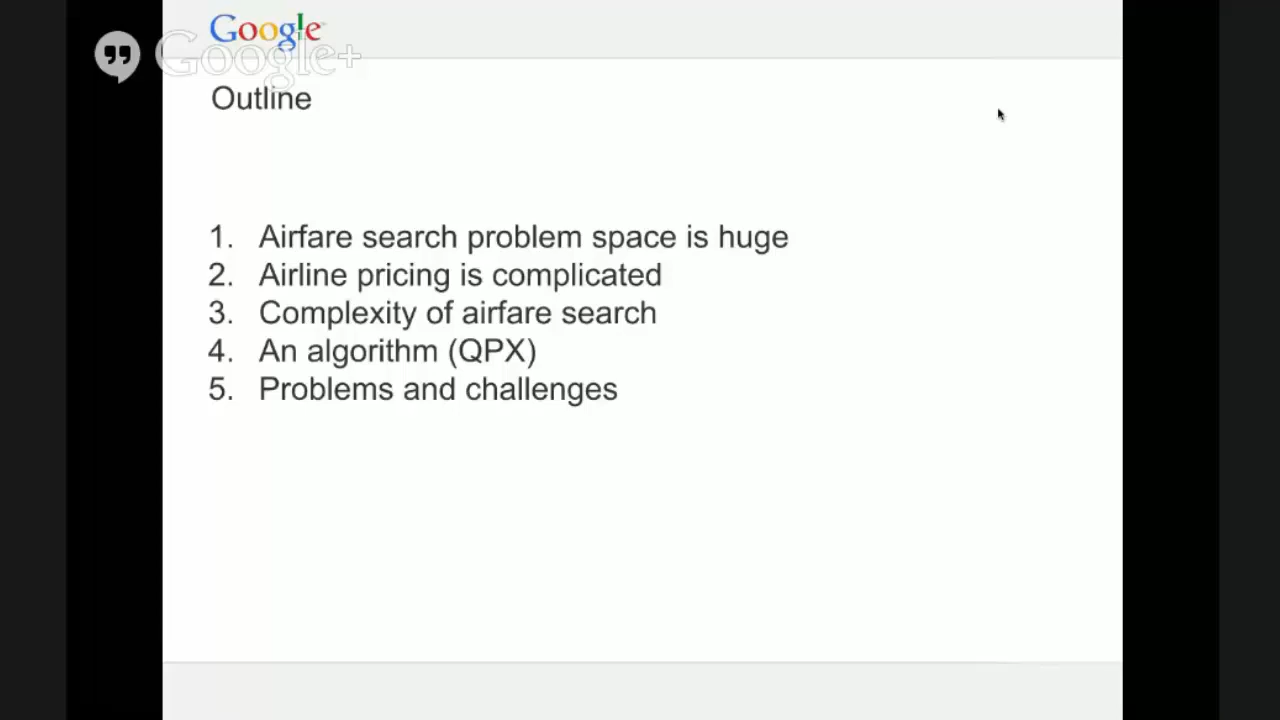 Google
Google+
Outline
1. Airfare search problem space is huge
2. Airline pricing is complicated
3. Complexity of airfare search
4. An algorithm (QPX)
5. Problems and challenges